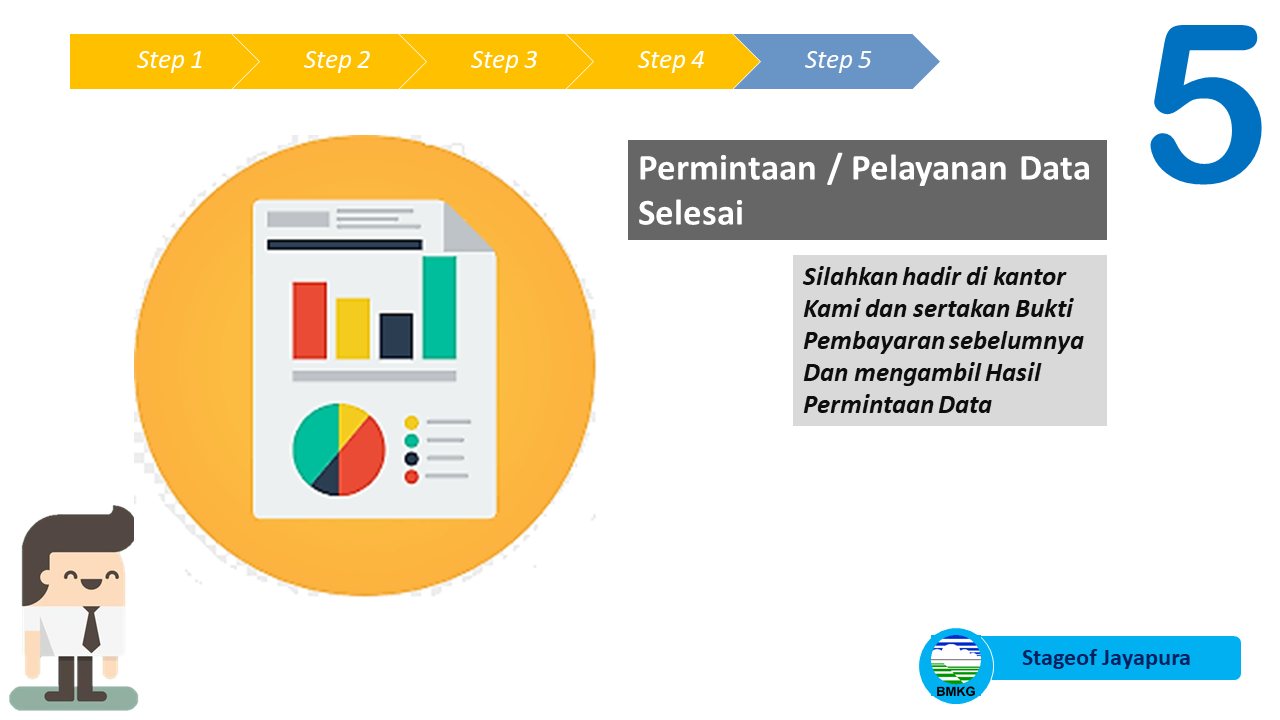 Step 1
Step 2
Step 3
Step 4
Step 5
5
Permintaan / Pelayanan Data
Selesai
Silahkan hadir di kantor
Kami dan sertakan Bukti
Pembayaran sebelumnya
Dan mengambil Hasil
Permintaan Data
Stageof Jayapura
BMKG